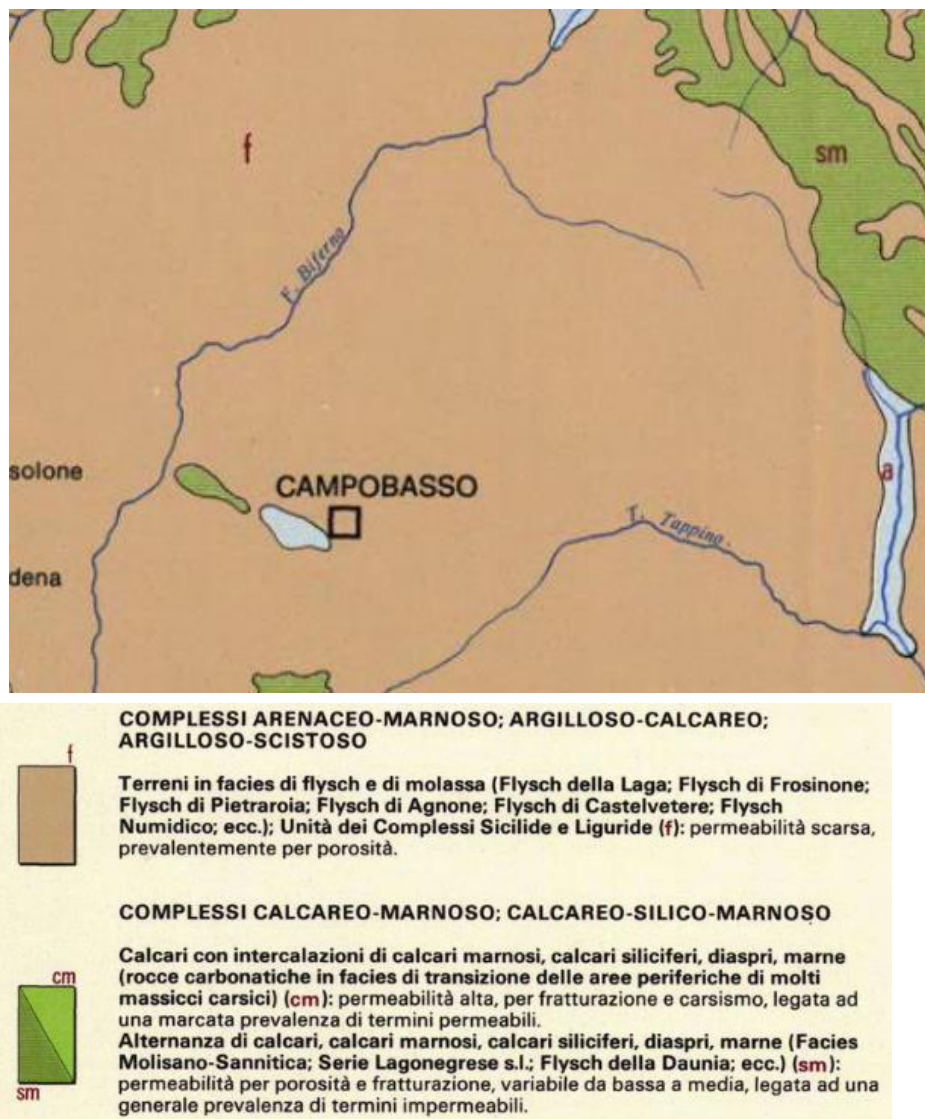 f
sm
F. Biferno
solone
a
CAMPOBASSO
T. Tappino.
dena
COMPLESSI ARENACEO-MARNOSO; ARGILLOSO-CALCAREO;
ARGILLOSO-SCISTOSO
f
Terreni in facies di flysch e di molassa (Flysch della Laga; Flysch di Frosinone;
Flysch di Pietraroia; Flysch di Agnone; Flysch di Castelvetere; Flysch
Numidico; ecc.); Unità dei Complessi Sicilide e Liguride (f): permeabilità scarsa,
prevalentemente per porosità.
COMPLESSI CALCAREO-MARNOSO; CALCAREO-SILICO-MARNOSO
Calcari con intercalazioni di calcari marnosi, calcari siliciferi, diaspri, marne
(rocce carbonatiche in facies di transizione delle aree periferiche di molti
massicci carsici) (cm): permeabilità alta, per fratturazione e carsismo, legata ad
una marcata prevalenza di termini permeabili.
cm
Alternanza di calcari, calcari marnosi, calcari siliciferi, diaspri, marne (Facies
Molisano-Sannitica; Serie Lagonegrese s.l.; Flysch della Daunia; ecc.) (sm):
permeabilità per porosità e fratturazione, variabile da bassa a media, legata ad una
generale prevalenza di termini impermeabili.
sm